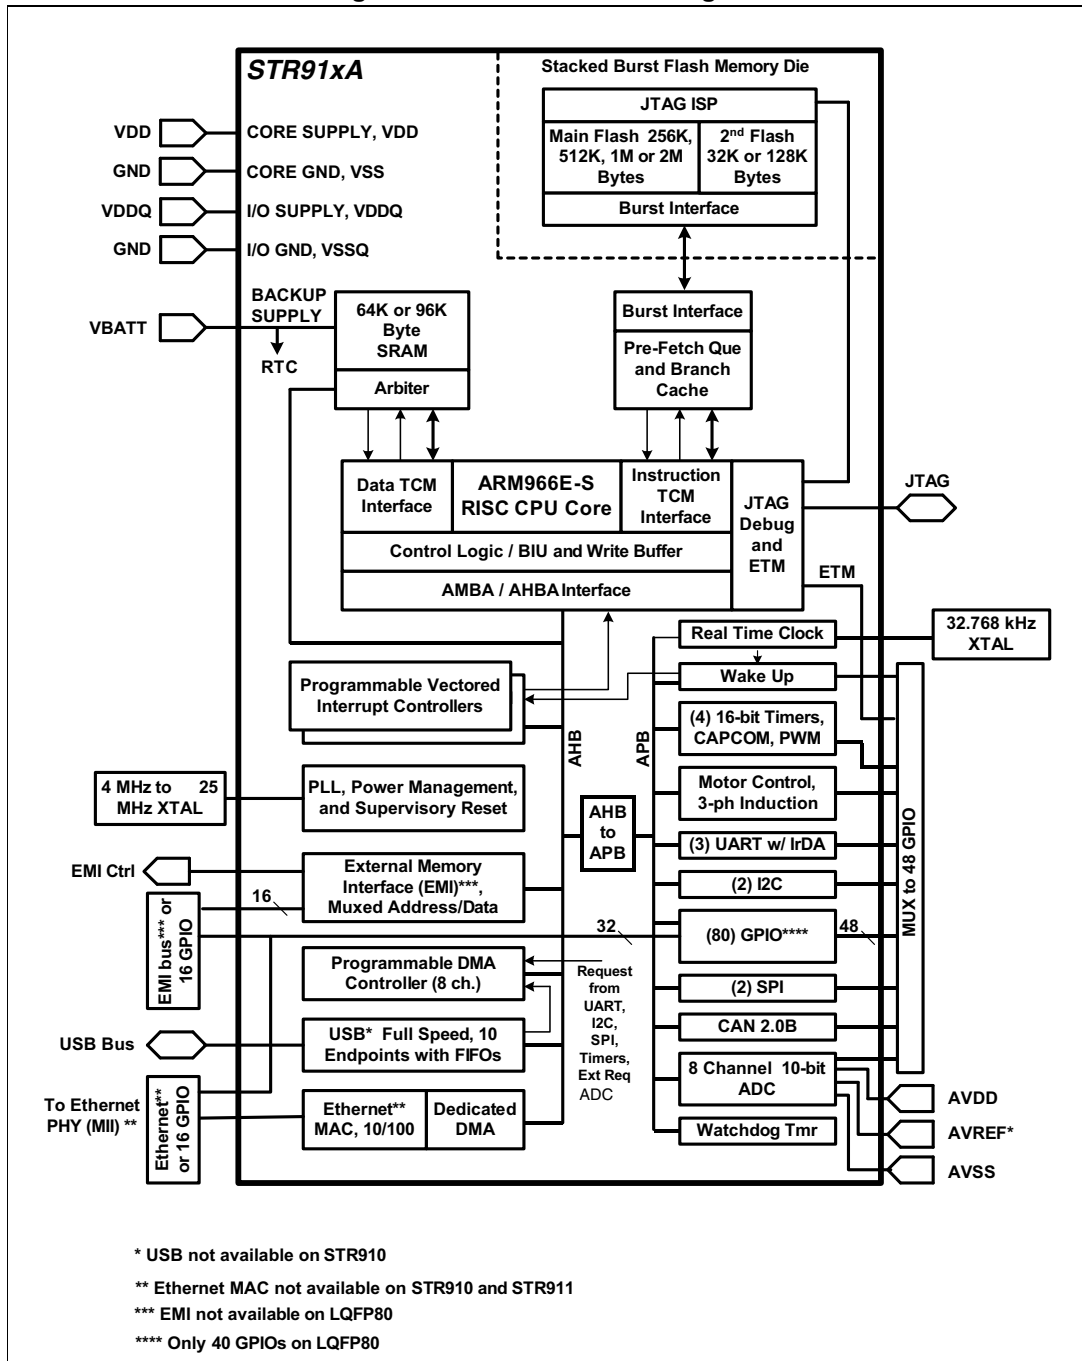 STR91xA
Stacked Burst Flash Memory Die
JTAG ISP
Main Flash 256K,
512K, 1M or 2M
Bytes
2nd Flash
32K or 128K
Bytes
Burst Interface
VDD
CORE SUPPLY, VDD
GND
CORE GND, VSS
VDDQ
I/O SUPPLY, VDDQ
GND
I/O GND, VSSQ
VBATT
BACKUP
SUPPLY
RTC
64K or 96K
Byte
SRAM
Arbiter
Burst Interface
Pre-Fetch Que
and Branch
Cache
Data TCM
Interface
ARM966E-S
RISC CPU Core
Instruction
TCM
Interface
JTAG
Debug
and
ETM
JTAG
ETM
Control Logic / BIU and Write Buffer
AMBA / AHBA Interface
Real Time Clock
32.768 kHz
XTAL
Wake Up
Programmable Vectored
Interrupt Controllers
AHB
APB
(4) 16-bit Timers,
CAPCOM, PWM
4 MHz to 25
MHz XTAL
PLL, Power Management,
and Supervisory Reset
Motor Control,
3-ph Induction
AHB
to
APB
(3) UART w/ IrDA
MUX to 48 GPIO
EMI Ctrl
External Memory
Interface (EMI)***,
Muxed Address/Data
16
EMI bus*** or
16 GPIO
(2) I2C
32
(80) GPIO****
48
Programmable DMA
Controller (8 ch.)
Request
from
UART,
I2C,
SPI,
Timers,
Ext Req
ADC
(2) SPI
USB Bus
USB* Full Speed, 10
Endpoints with FIFOs
CAN 2.0B
8 Channel 10-bit
ADC
AVDD
To Ethernet
PHY (MII) **
Ethernet**
or 16 GPIO
Ethernet**
MAC, 10/100
Dedicated
DMA
Watchdog Tmr
AVREF*
AVSS
* USB not available on STR910
** Ethernet MAC not available on STR910 and STR911
*** EMI not available on LQFP80
**** Only 40 GPIOs on LQFP80